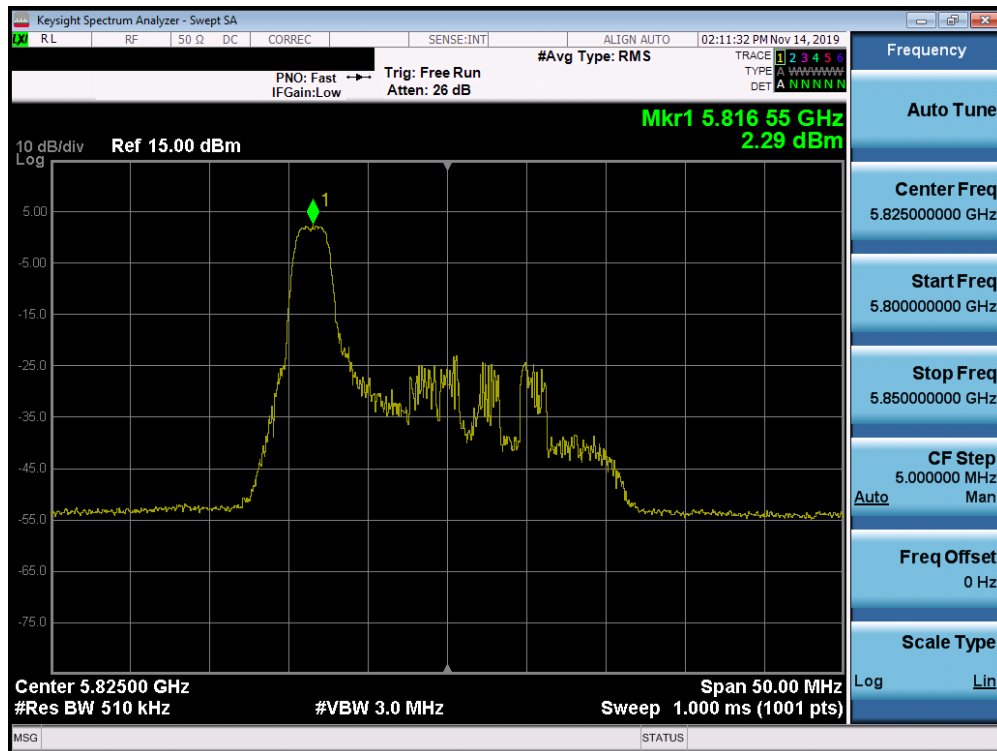 Keysight Spectrum Analyzer - Swept SA
LXI RL RF 50 Ω DC CORREC SENSE:INT ALIGN AUTO 02:11:32 PM Nov 14, 2019
#Avg Type: RMS
TRACE 1 2 3 4 5 6
PNO: Fast Trig: Free Run
TYPE A WWWWW
IFGain:Low Atten: 26 dB
DET A N N N N N
Mkr1 5.816 55 GHz
2.29 dBm
10 dB/div Ref 15.00 dBm
Log
1
5.00
-5.00
-15.0
-25.0
-35.0
-45.0
-55.0
-65.0
-75.0
Center 5.82500 GHz Span 50.00 MHz
#Res BW 510 kHz #VBW 3.0 MHz Sweep 1.000 ms (1001 pts)
MSG STATUS
Frequency
Auto Tune
Center Freq
5.825000000 GHz
Start Freq
5.800000000 GHz
Stop Freq
5.850000000 GHz
CF Step
5.000000 MHz
Auto Man
Freq Offset
0 Hz
Scale Type
Log Lin